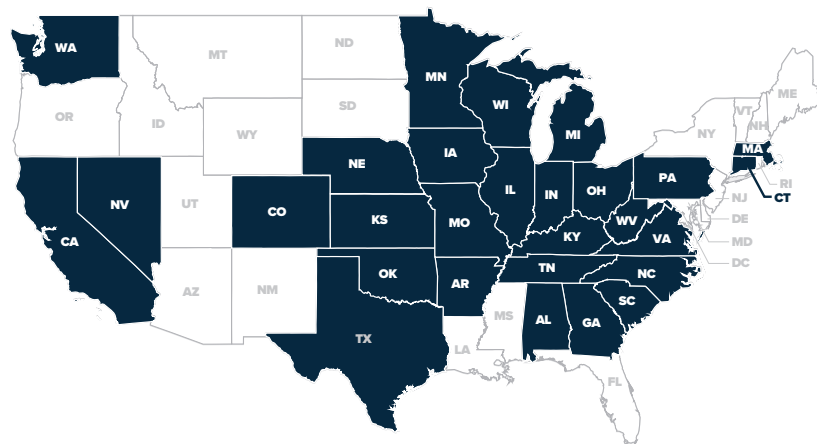 WA
MT
ND
MN
OR
ID
WY
SD
WI
MI
ME
VT
NH
NY
MA
RI
CT
NV
UT
CO
NE
IA
IL
IN
OH
PA
NJ
DE
MD
DC
CA
KS
MO
KY
WV
VA
AZ
NM
OK
AR
TN
NC
SC
TX
LA
MS
AL
GA
FL